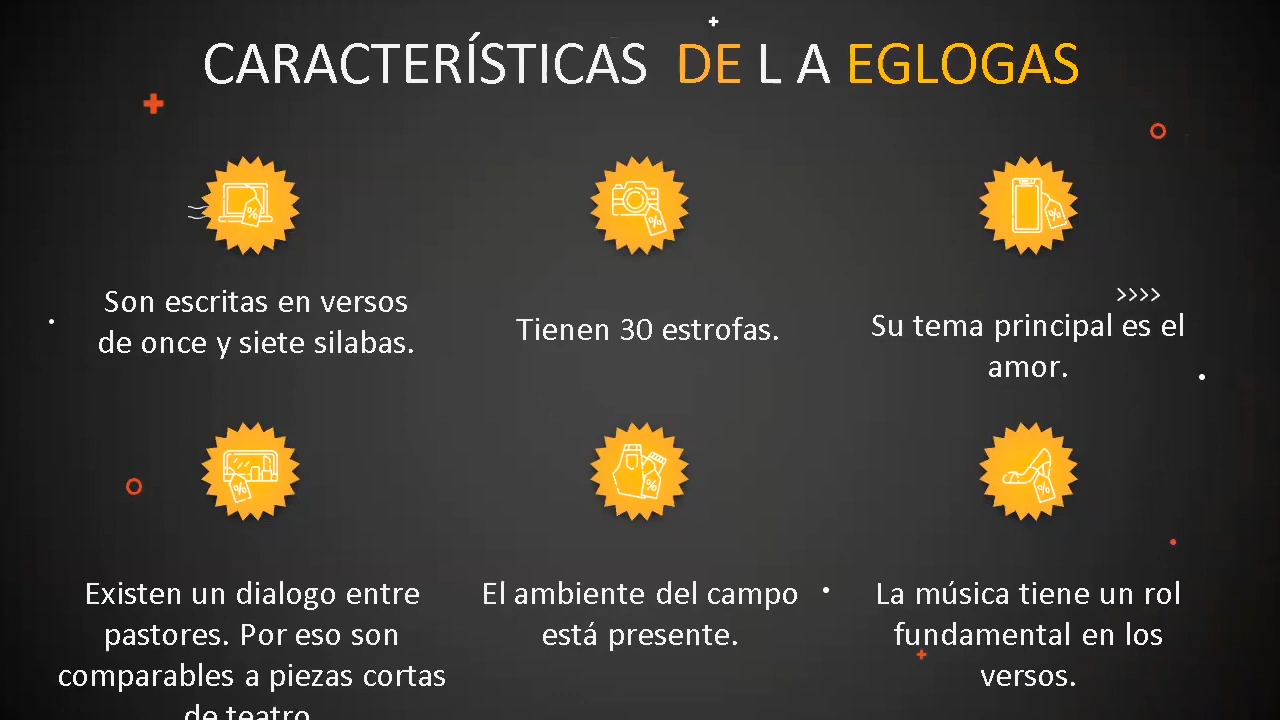 CARACTERÍSTICAS DE L A EGLOGAS
Son escritas en versos
de once y siete silabas.
Tienen 30 estrofas.
>>>>
Su tema principal es el
amor.
Existen un dialogo entre
pastores. Por eso son
comparables a piezas cortas
de teatro
El ambiente del campo
está presente.
La música tiene un rol
fundamental en los
versos.